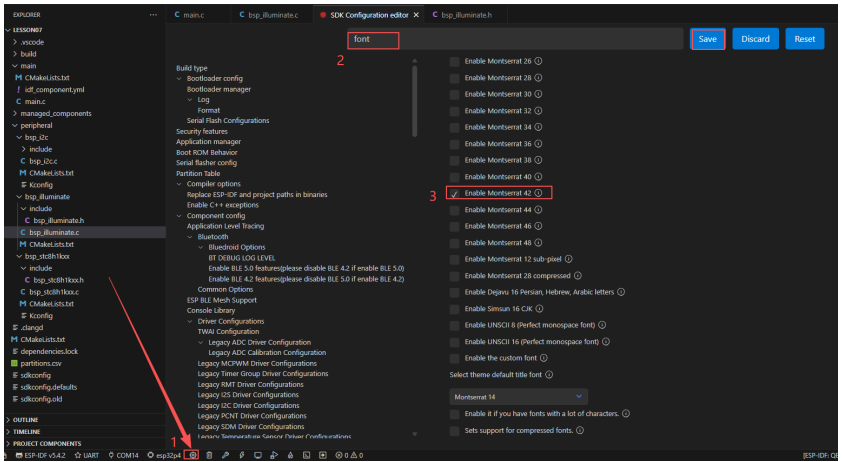 EXPLORER
LESSON07
.vscode
build
main
CMakeLists.txt
idf_component.yml
main.c
managed_components
peripheral
bsp_i2c
include
bsp_i2c.c
CMakeLists.txt
Kconfig
bsp_illuminate
include
bsp_illuminate.h
bsp_illuminate.c
CMakeLists.txt
bsp_stc8h1kxx
include
bsp_stc8h1kxx.h
bsp_stc8h1kxx.c
CMakeLists.txt
Kconfig
.clangd
CMakeLists.txt
dependencies.lock
partitions.csv
sdkconfig
sdkconfig.defaults
sdkconfig.old
OUTLINE
TIMELINE
PROJECT COMPONENTS
main.c
bsp_illuminate.c
SDK Configuration editor
bsp_illuminate.h
font
Save
Discard
Reset
2
Build type
Bootloader config
Bootloader manager
Log
Format
Serial Flash Configurations
Security features
Application manager
Boot ROM Behavior
Serial flasher config
Partition Table
Compiler options
Replace ESP-IDF and project paths in binaries
Enable C++ exceptions
Component config
Application Level Tracing
Bluetooth
Bluedroid Options
BT DEBUG LOG LEVEL
Enable BLE 5.0 features(please disable BLE 4.2 if enable BLE 5.0)
Enable BLE 4.2 features(please disable BLE 5.0 if enable BLE 4.2)
Common Options
ESP BLE Mesh Support
Console Library
Driver Configurations
TWAI Configuration
Legacy ADC Driver Configuration
Legacy ADC Calibration Configuration
Legacy MCPWM Driver Configurations
Legacy Timer Group Driver Configurations
Legacy RMT Driver Configurations
Legacy I2S Driver Configurations
Legacy I2C Driver Configurations
Legacy PCNT Driver Configurations
Legacy SDM Driver Configurations
Legacy Temperature Sensor Driver Configurations
Enable Montserrat 26
Enable Montserrat 28
Enable Montserrat 30
Enable Montserrat 32
Enable Montserrat 34
Enable Montserrat 36
Enable Montserrat 38
Enable Montserrat 40
3
Enable Montserrat 42
Enable Montserrat 44
Enable Montserrat 46
Enable Montserrat 48
Enable Montserrat 12 sub-pixel
Enable Montserrat 28 compressed
Enable Dejavu 16 Persian, Hebrew, Arabic letters
Enable Simsun 16 CJK
Enable UNSCII 8 (Perfect monospace font)
Enable UNSCII 16 (Perfect monospace font)
Enable the custom font
Select theme default title font
Montserrat 14
Enable it if you have fonts with a lot of characters.
Sets support for compressed fonts.
1
ESP-IDF v5.4.2 UART COM14 esp32p4 0 0 [ESP-IDF: QE